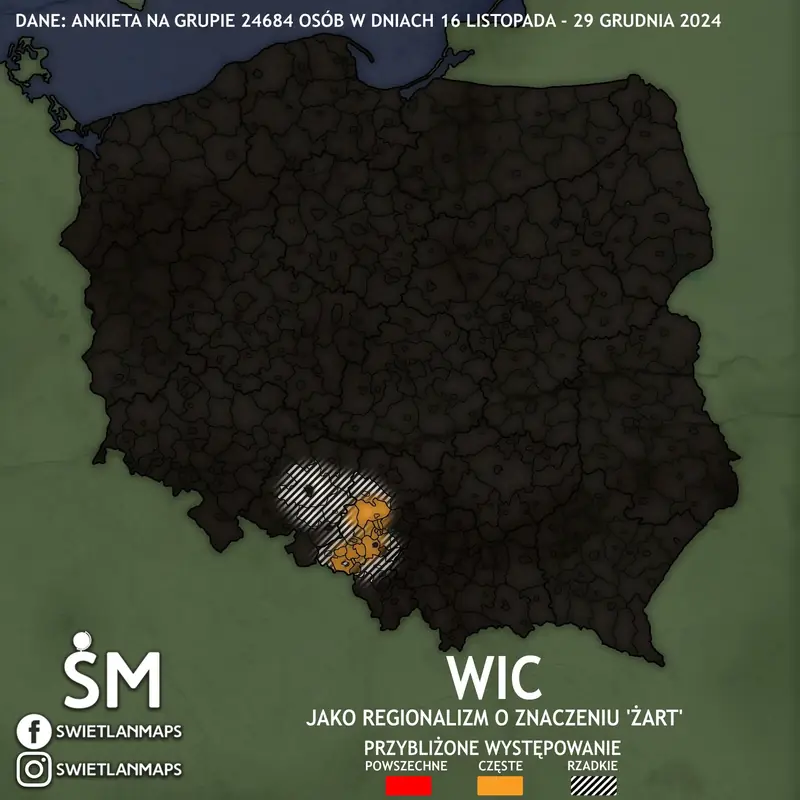 DANE: ANKIETA NA GRUPIE 24684 OSÓB W DNIACH 16 LISTOPADA - 29 GRUDNIA 2024
ŚM
SWIETLANMAPS
SWIETLANMAPS
WIC
JAKO REGIONALIZM O ZNACZENIU 'ŻART'
PRZYBLIŻONE WYSTĘPOWANIE
POWSZECHNE CZĘSTE RZADKIE